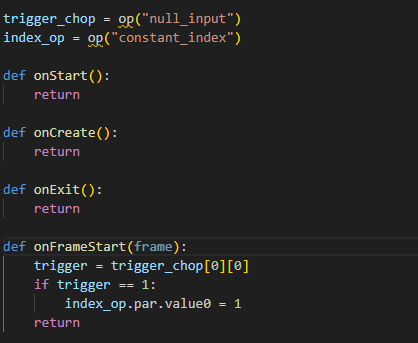 trigger_chop = op("null_input")
index_op = op("constant_index")

def onStart():
    return

def onCreate():
    return

def onExit():
    return

def onFrameStart(frame):
    trigger = trigger_chop[0][0]
    if trigger == 1:
        index_op.par.value0 = 1
    return